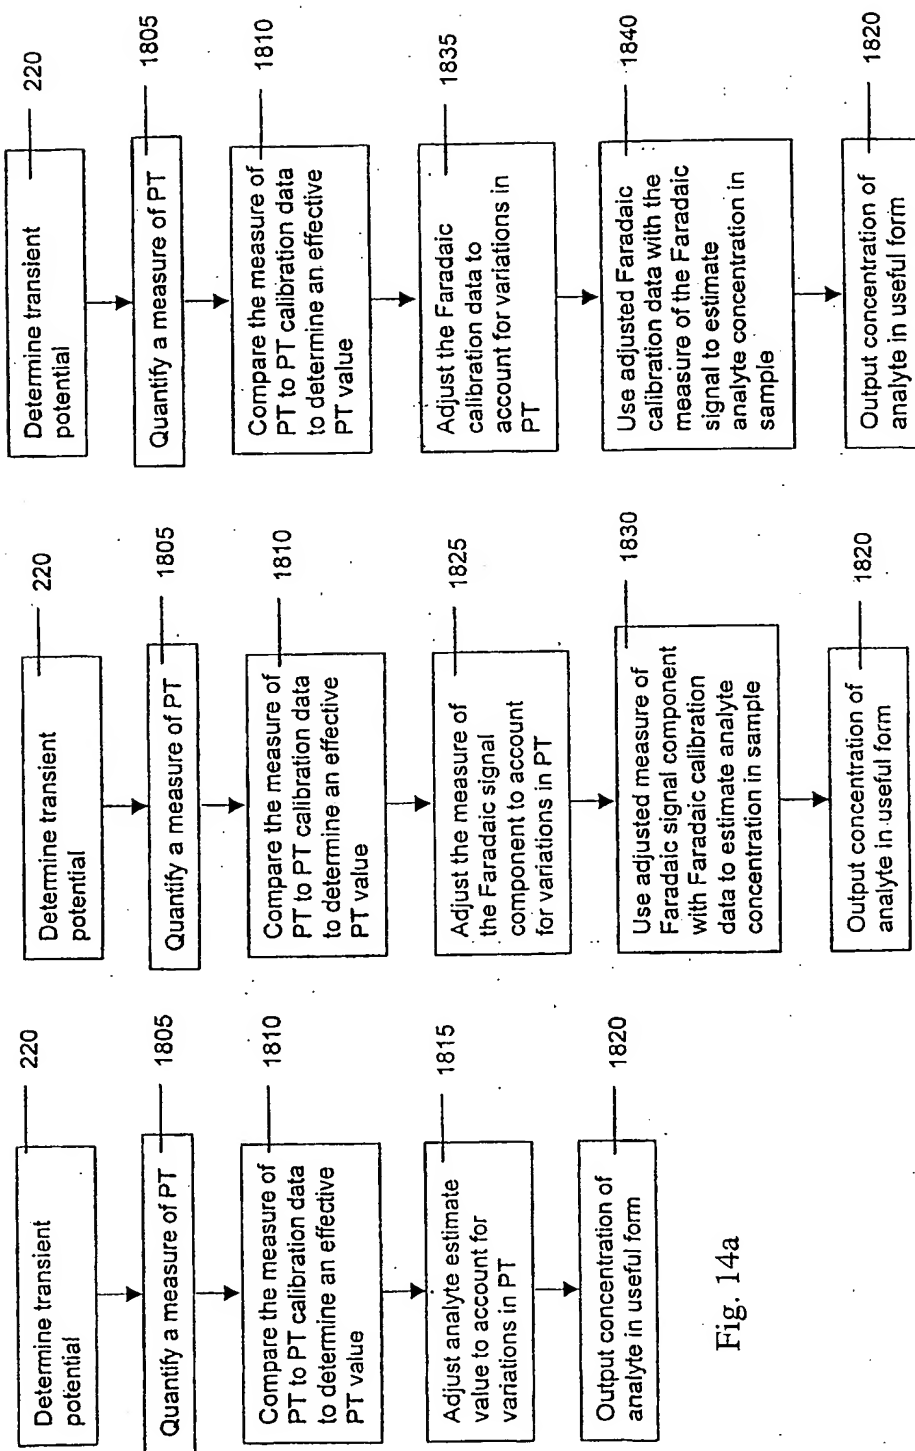 Determine transient
potential
220
Quantify a measure of PT
1805
Compare the measure of
PT to PT calibration data
to determine an effective
PT value
1810
Adjust analyte estimate
value to account for
variations in PT
1815
Output concentration of
analyte in useful form
1820
Determine transient
potential
220
Quantify a measure of PT
1805
Compare the measure of
PT to PT calibration data
to determine an effective
PT value
1810
Adjust the measure of
the Faradaic signal
component to account
for variations in PT
1825
Use adjusted measure of
Faradaic signal component
with Faradaic calibration
data to estimate analyte
concentration in sample
1830
Output concentration of
analyte in useful form
1820
Determine transient
potential
220
Quantify a measure of PT
1805
Compare the measure of
PT to PT calibration data
to determine an effective
PT value
1810
Adjust the Faradaic
calibration data to
account for variations in
PT
1835
Use adjusted Faradaic
calibration data with the
measure of the Faradaic
signal to estimate
analyte concentration in
sample
1840
Output concentration of
analyte in useful form
1820
Fig. 14a